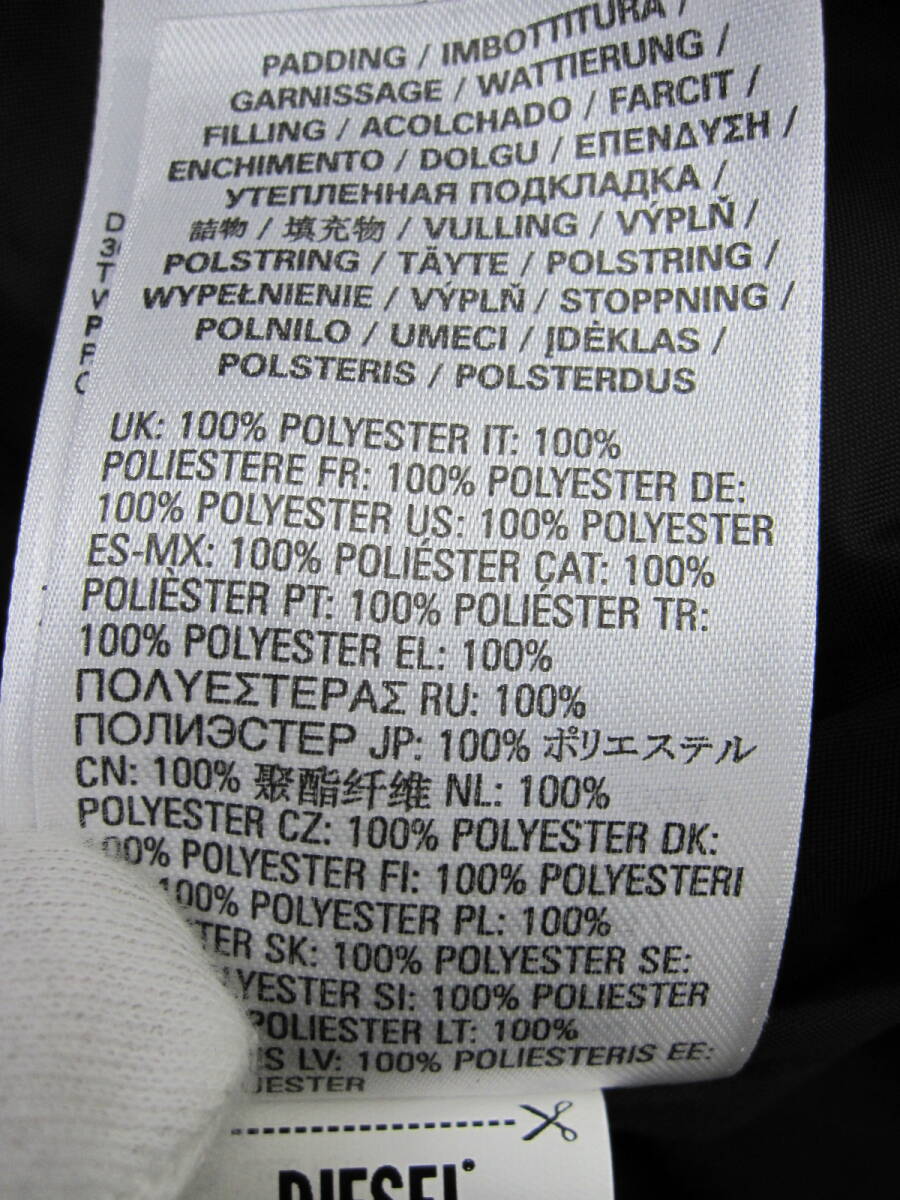 PADDING / IMBOTTITURA /
GARNISSAGE / WATTIERUNG /
FILLING / ACOLCHADO / FARCIT /
ENCHIMENTO / DOLGU / ΕΠΕΝΔΥΣΗ /
УТЕПЛЕННАЯ ПОДКЛАДКА /
詰物 / 填充物 / VULLING / VÝPLŇ /
POLSTRING / TÄYTE / POLSTRING /
WYPEŁNIENIE / VÝPLŇ / STOPPNING /
POLNILO / UMECI / ĮDĖKLAS /
POLSTERIS / POLSTERDUS
UK: 100% POLYESTER IT: 100%
POLIESTERE FR: 100% POLYESTER DE:
100% POLYESTER US: 100% POLYESTER
ES-MX: 100% POLIÉSTER CAT: 100%
POLIÈSTER PT: 100% POLIÉSTER TR:
100% POLYESTER EL: 100%
ΠΟΛΥΕΣΤΕΡΑΣ RU: 100%
ПОЛИЭСТЕР JP: 100% ポリエステル
CN: 100% 聚酯纤维 NL: 100%
POLYESTER CZ: 100% POLYESTER DK:
100% POLYESTER FI: 100% POLYESTERI
100% POLYESTER PL: 100%
TER SK: 100% POLYESTER SE:
YESTER SI: 100% POLIESTER
POLIESTER LT: 100%
S LV: 100% POLIESTERIS EE:
ESTER
DIESEL